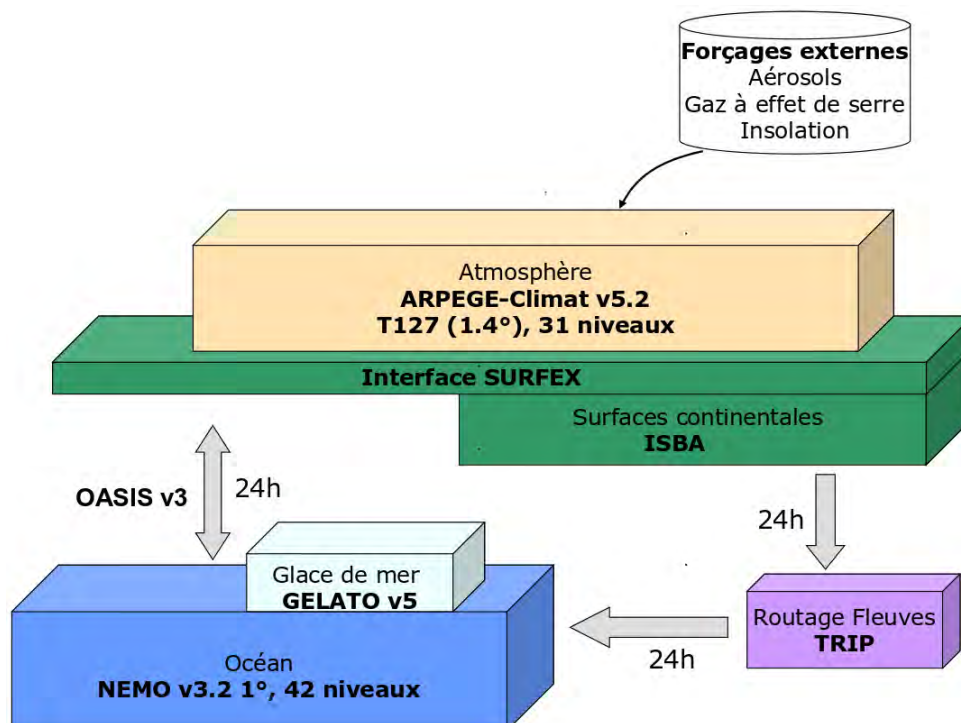 Forçages externes
Aérosols
Gaz à effet de serre
Insolation
Atmosphère
ARPEGE-Climat v5.2
T127 (1.4°), 31 niveaux
Interface SURFEX
Surfaces continentales
ISBA
OASIS v3
24h
24h
Glace de mer
GELATO v5
Routage Fleuves
TRIP
24h
Océan
NEMO v3.2 1°, 42 niveaux